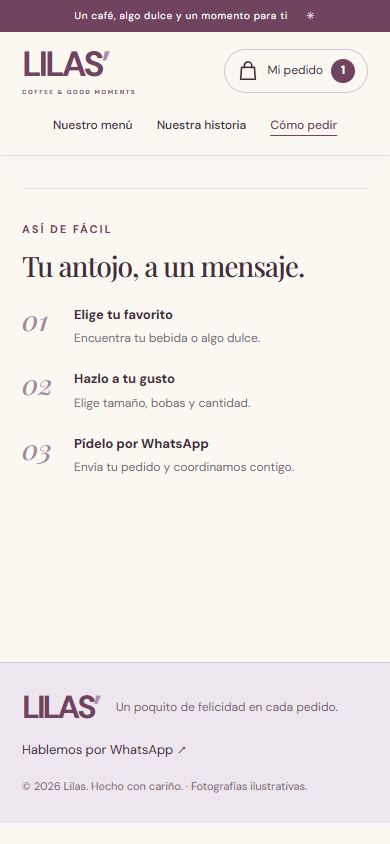 Un café, algo dulce y un momento para ti ✳
LILAS’
COFFEE & GOOD MOMENTS
Mi pedido 1
Nuestro menú Nuestra historia Cómo pedir
ASÍ DE FÁCIL
Tu antojo, a un mensaje.
01 Elige tu favorito
Encuentra tu bebida o algo dulce.
02 Hazlo a tu gusto
Elige tamaño, bobas y cantidad.
03 Pídelo por WhatsApp
Envía tu pedido y coordinamos contigo.
LILAS’ Un poquito de felicidad en cada pedido.
Hablemos por WhatsApp ↗
© 2026 Lilas. Hecho con cariño. · Fotografías ilustrativas.